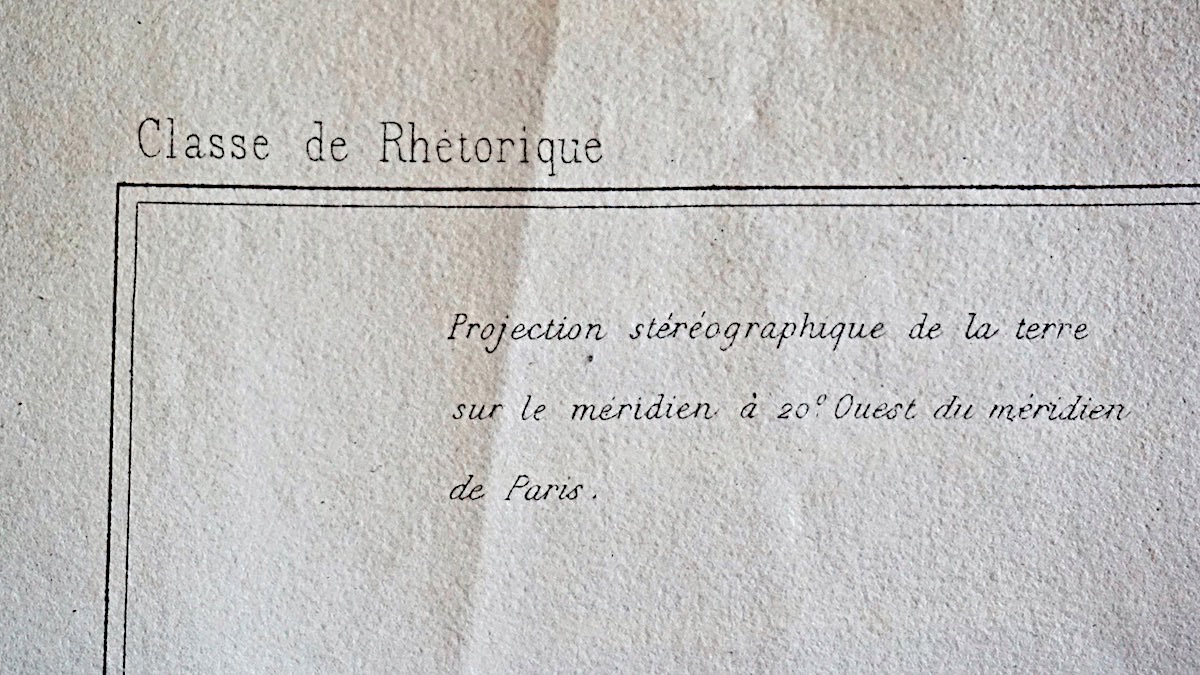 Classe de Rhétorique
Projection stéréographique de la terre
sur le méridien à 20° Ouest du méridien
de Paris.